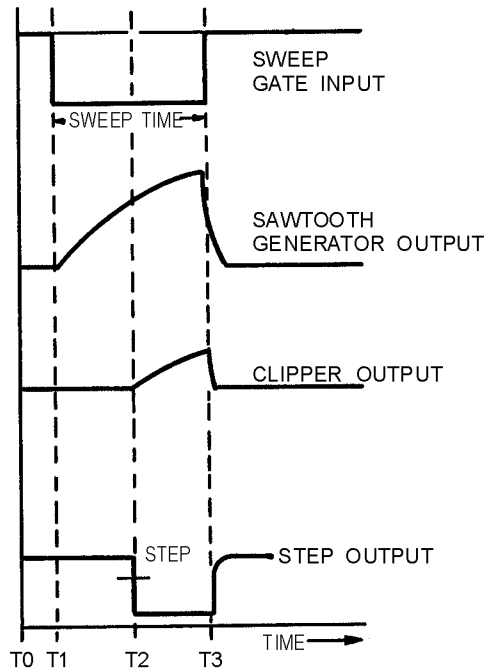 SWEEP
GATE INPUT
SWEEP TIME
SAWTOOTH
GENERATOR OUTPUT
CLIPPER OUTPUT
STEP
STEP OUTPUT
TIME
T0 T1 T2 T3